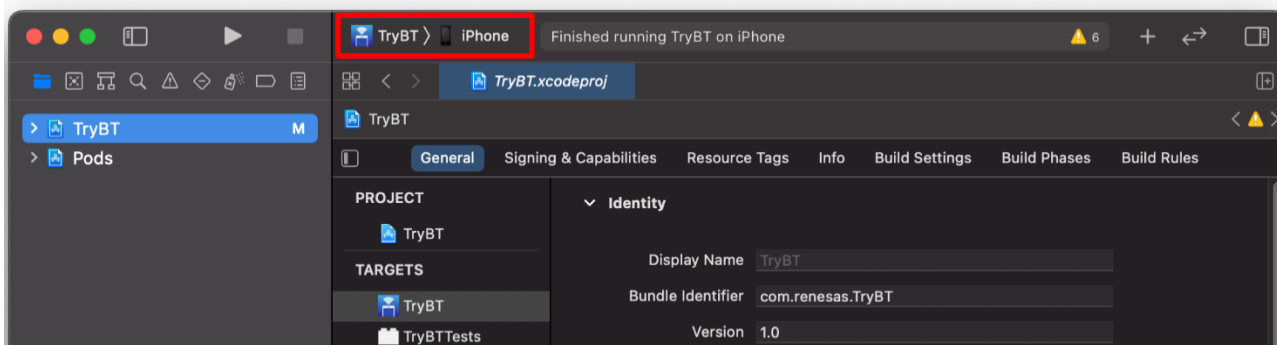 TryBT 〉 iPhone
Finished running TryBT on iPhone
6
TryBT.xcodeproj
TryBT M
Pods
TryBT
General Signing & Capabilities Resource Tags Info Build Settings Build Phases Build Rules
PROJECT
TryBT
TARGETS
TryBT
TryBTTests
Identity
Display Name TryBT
Bundle Identifier com.renesas.TryBT
Version 1.0